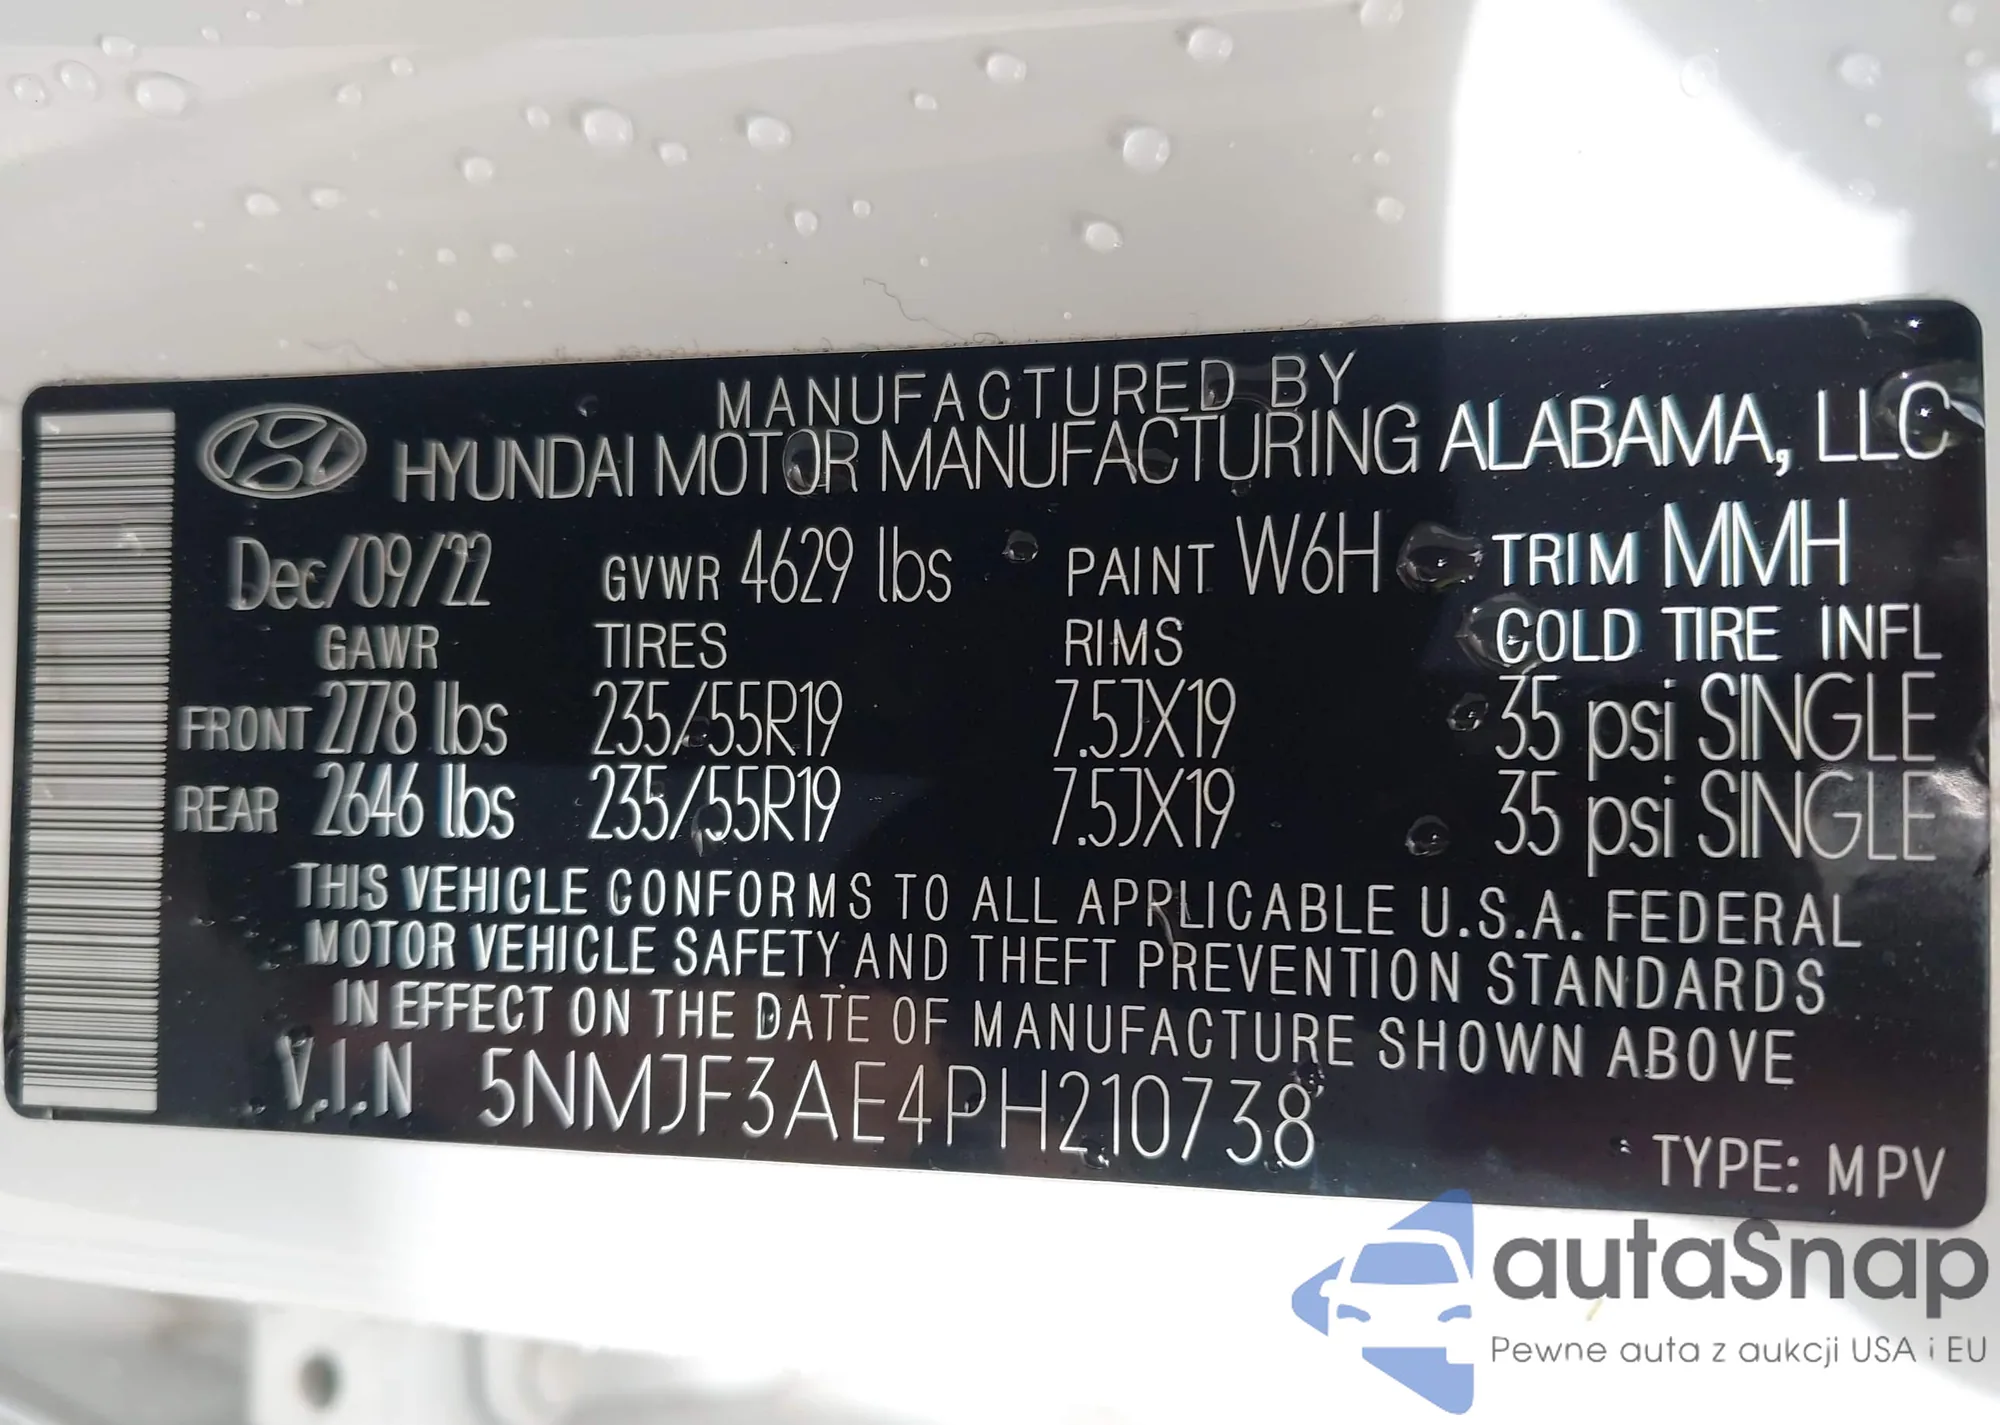 MANUFACTURED BY
HYUNDAI MOTOR MANUFACTURING ALABAMA, LLC
Dec/09/22 GVWR 4629 lbs PAINT W6H TRIM MMH
GAWR TIRES RIMS COLD TIRE INFL
FRONT 2778 lbs 235/55R19 7.5JX19 35 psi SINGLE
REAR 2646 lbs 235/55R19 7.5JX19 35 psi SINGLE
THIS VEHICLE CONFORMS TO ALL APPLICABLE U.S.A. FEDERAL
MOTOR VEHICLE SAFETY AND THEFT PREVENTION STANDARDS
IN EFFECT ON THE DATE OF MANUFACTURE SHOWN ABOVE
V.I.N 5NMJF3AE4PH210738
TYPE: MPV
autaSnap
Pewne auta z aukcji USA i EU